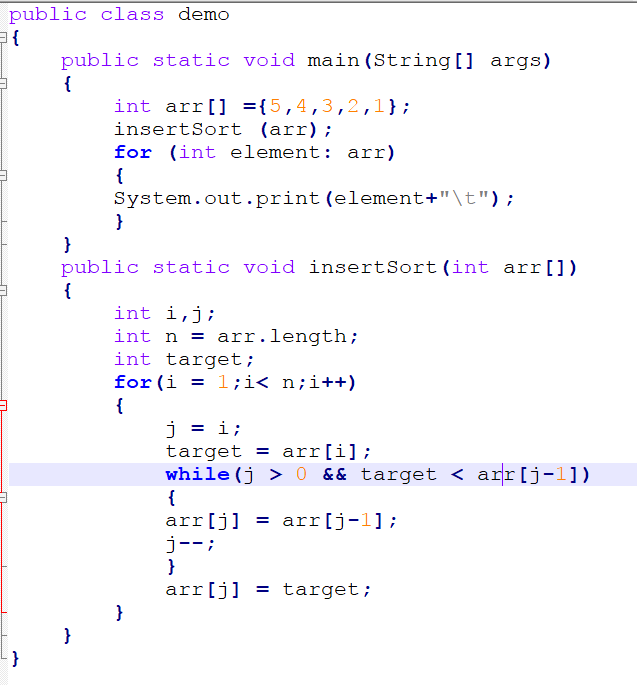 public class demo
{
    public static void main(String[] args)
    {
        int arr[] ={5,4,3,2,1};
        insertSort (arr);
        for (int element: arr)
        {
        System.out.print(element+"\t");
        }
    }
    public static void insertSort(int arr[])
    {
        int i,j;
        int n = arr.length;
        int target;
        for(i = 1;i< n;i++)
        {
            j = i;
            target = arr[i];
            while(j > 0 && target < arr[j-1])
            {
            arr[j] = arr[j-1];
            j--;
            }
            arr[j] = target;
        }
    }
}